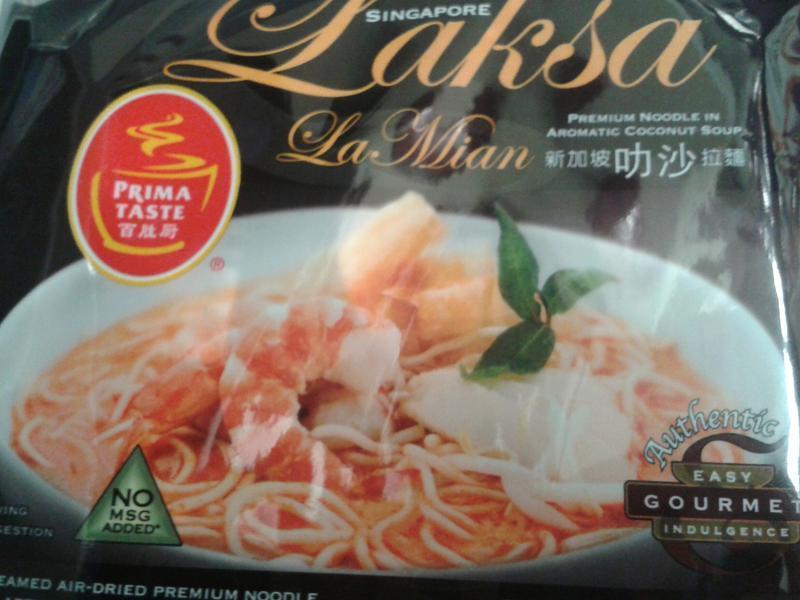 SINGAPORE
Laksa
La Mian
PREMIUM NOODLE IN
AROMATIC COCONUT SOUP
新加坡叻沙拉麵
PRIMA
TASTE
百胜厨
®
Authentic
EASY
GOURMET
INDULGENCE
NO
MSG
ADDED*
AIR-DRIED PREMIUM NOODLE